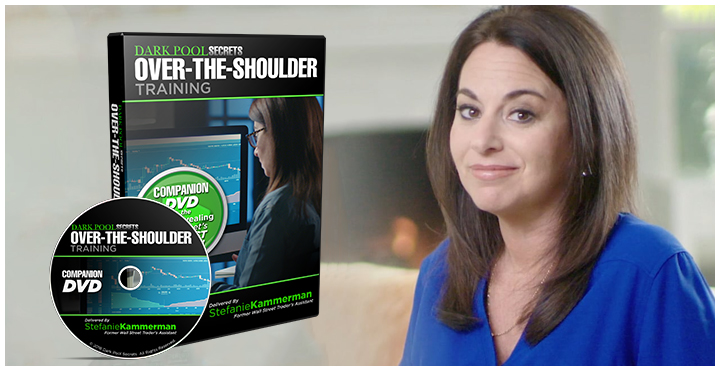 DARK POOL SECRETS
OVER-THE-SHOULDER
TRAINING
OVER-THE-SHOULDER
COMPANION
DVD
Delivered By
StefanieKammerman
Former Wall Street Trader's Assistant
DARK POOL SECRETS
OVER-THE-SHOULDER
TRAINING
COMPANION
DVD
Delivered By
StefanieKammerman
Former Wall Street Trader's Assistant